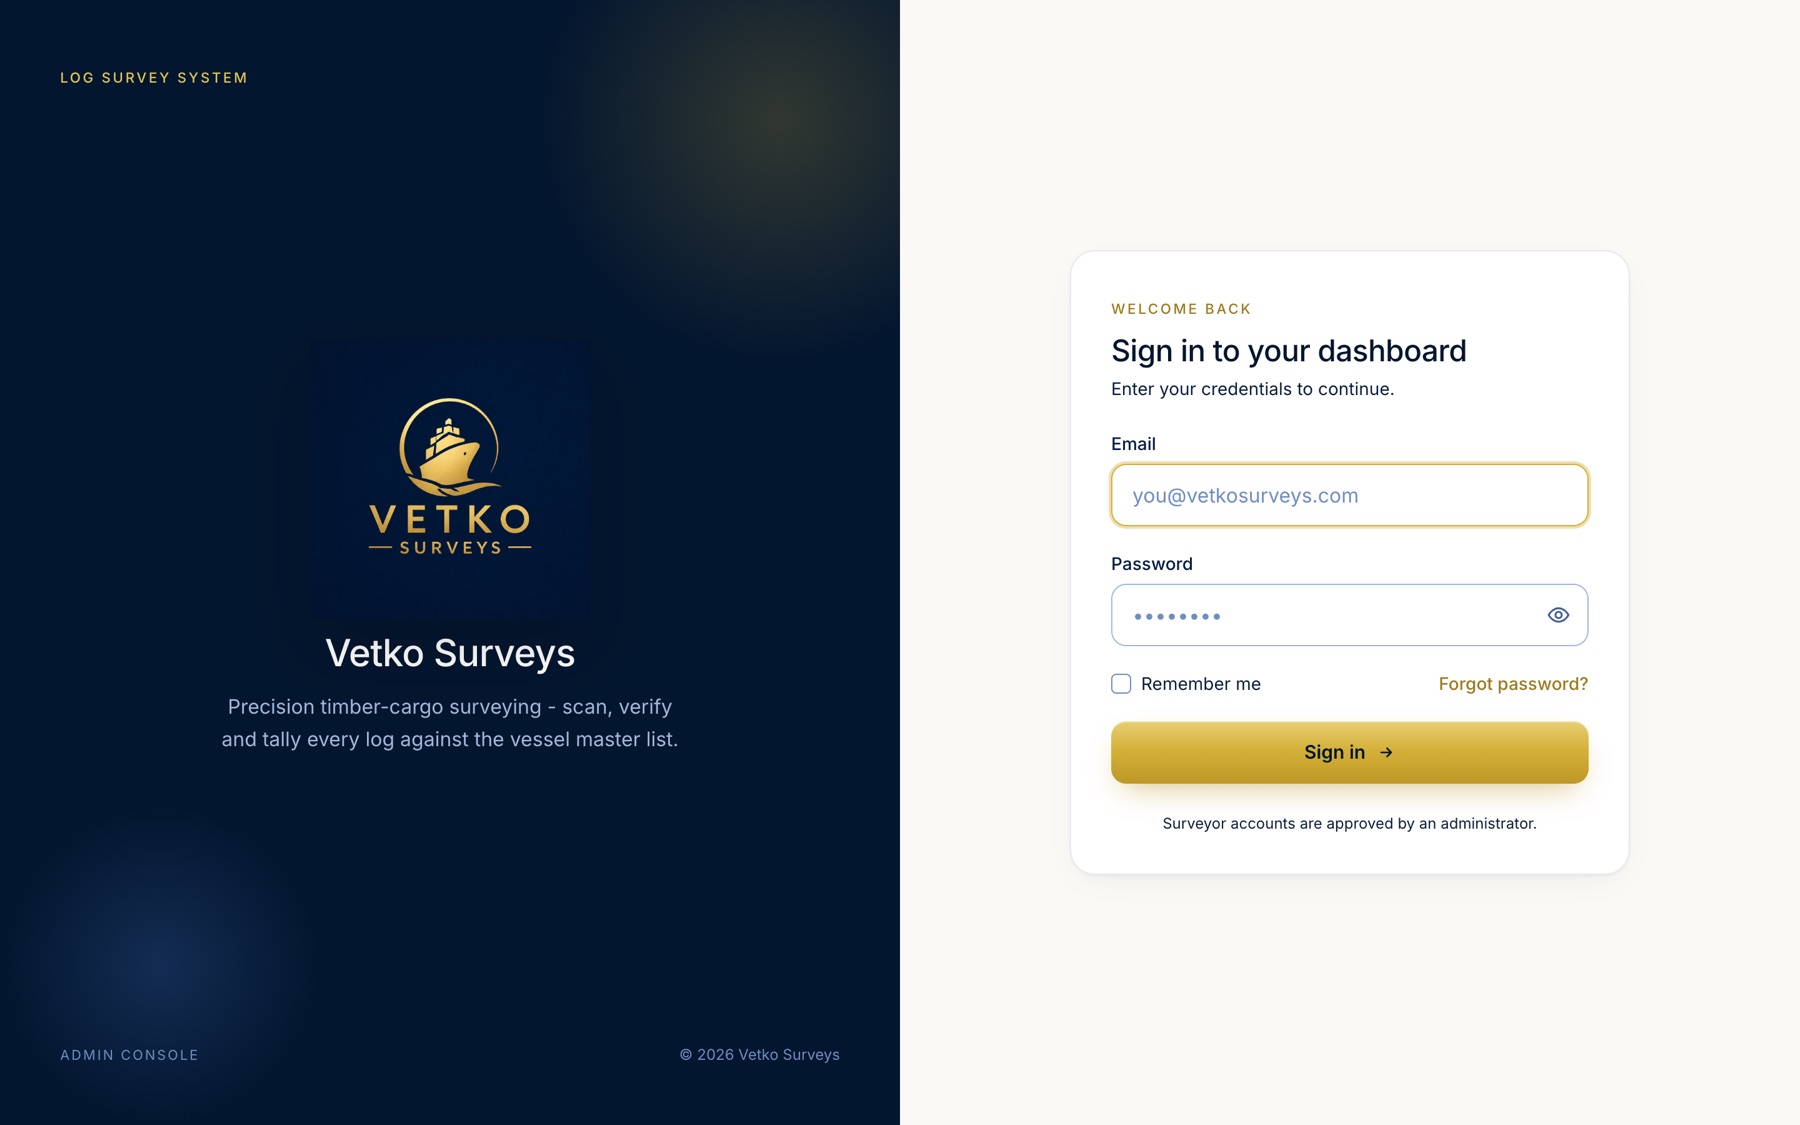 LOG SURVEY SYSTEM
VETKO
SURVEYS
Vetko Surveys
Precision timber-cargo surveying - scan, verify
and tally every log against the vessel master list.
ADMIN CONSOLE
© 2026 Vetko Surveys
WELCOME BACK
Sign in to your dashboard
Enter your credentials to continue.
Email
you@vetkosurveys.com
Password
••••••••
Remember me
Forgot password?
Sign in →
Surveyor accounts are approved by an administrator.